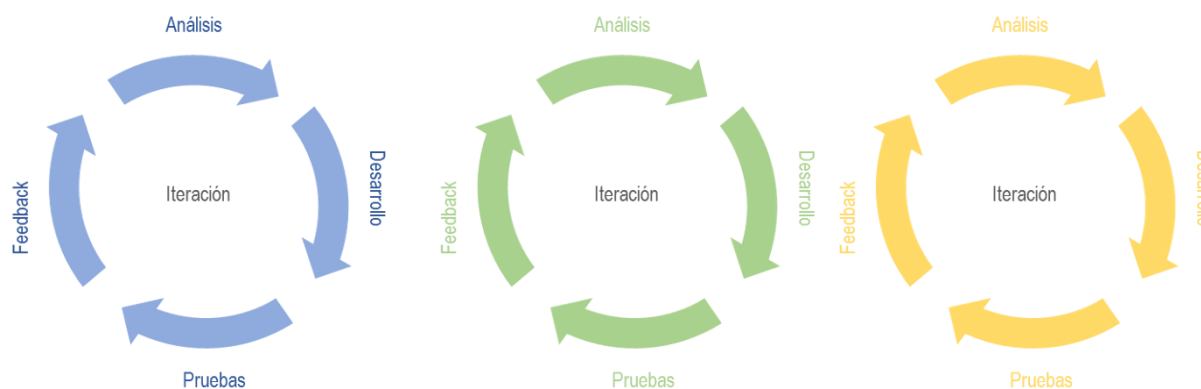 Análisis
Desarrollo
Iteración
Feedback
Pruebas
Análisis
Desarrollo
Iteración
Feedback
Pruebas
Análisis
Iteración
Feedback
Pruebas